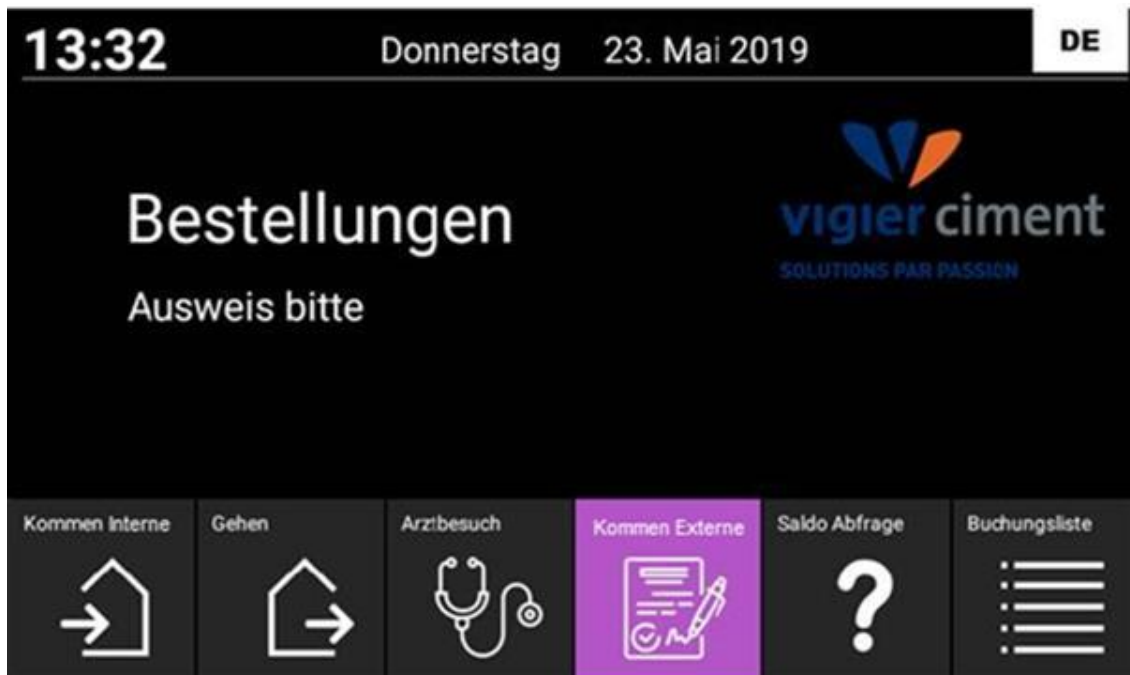 13:32 Donnerstag 23. Mai 2019 DE
vigier ciment
SOLUTIONS PAR PASSION
Bestellungen
Ausweis bitte
Kommen Interne Gehen Arztbesuch Kommen Externe Saldo Abfrage Buchungsliste